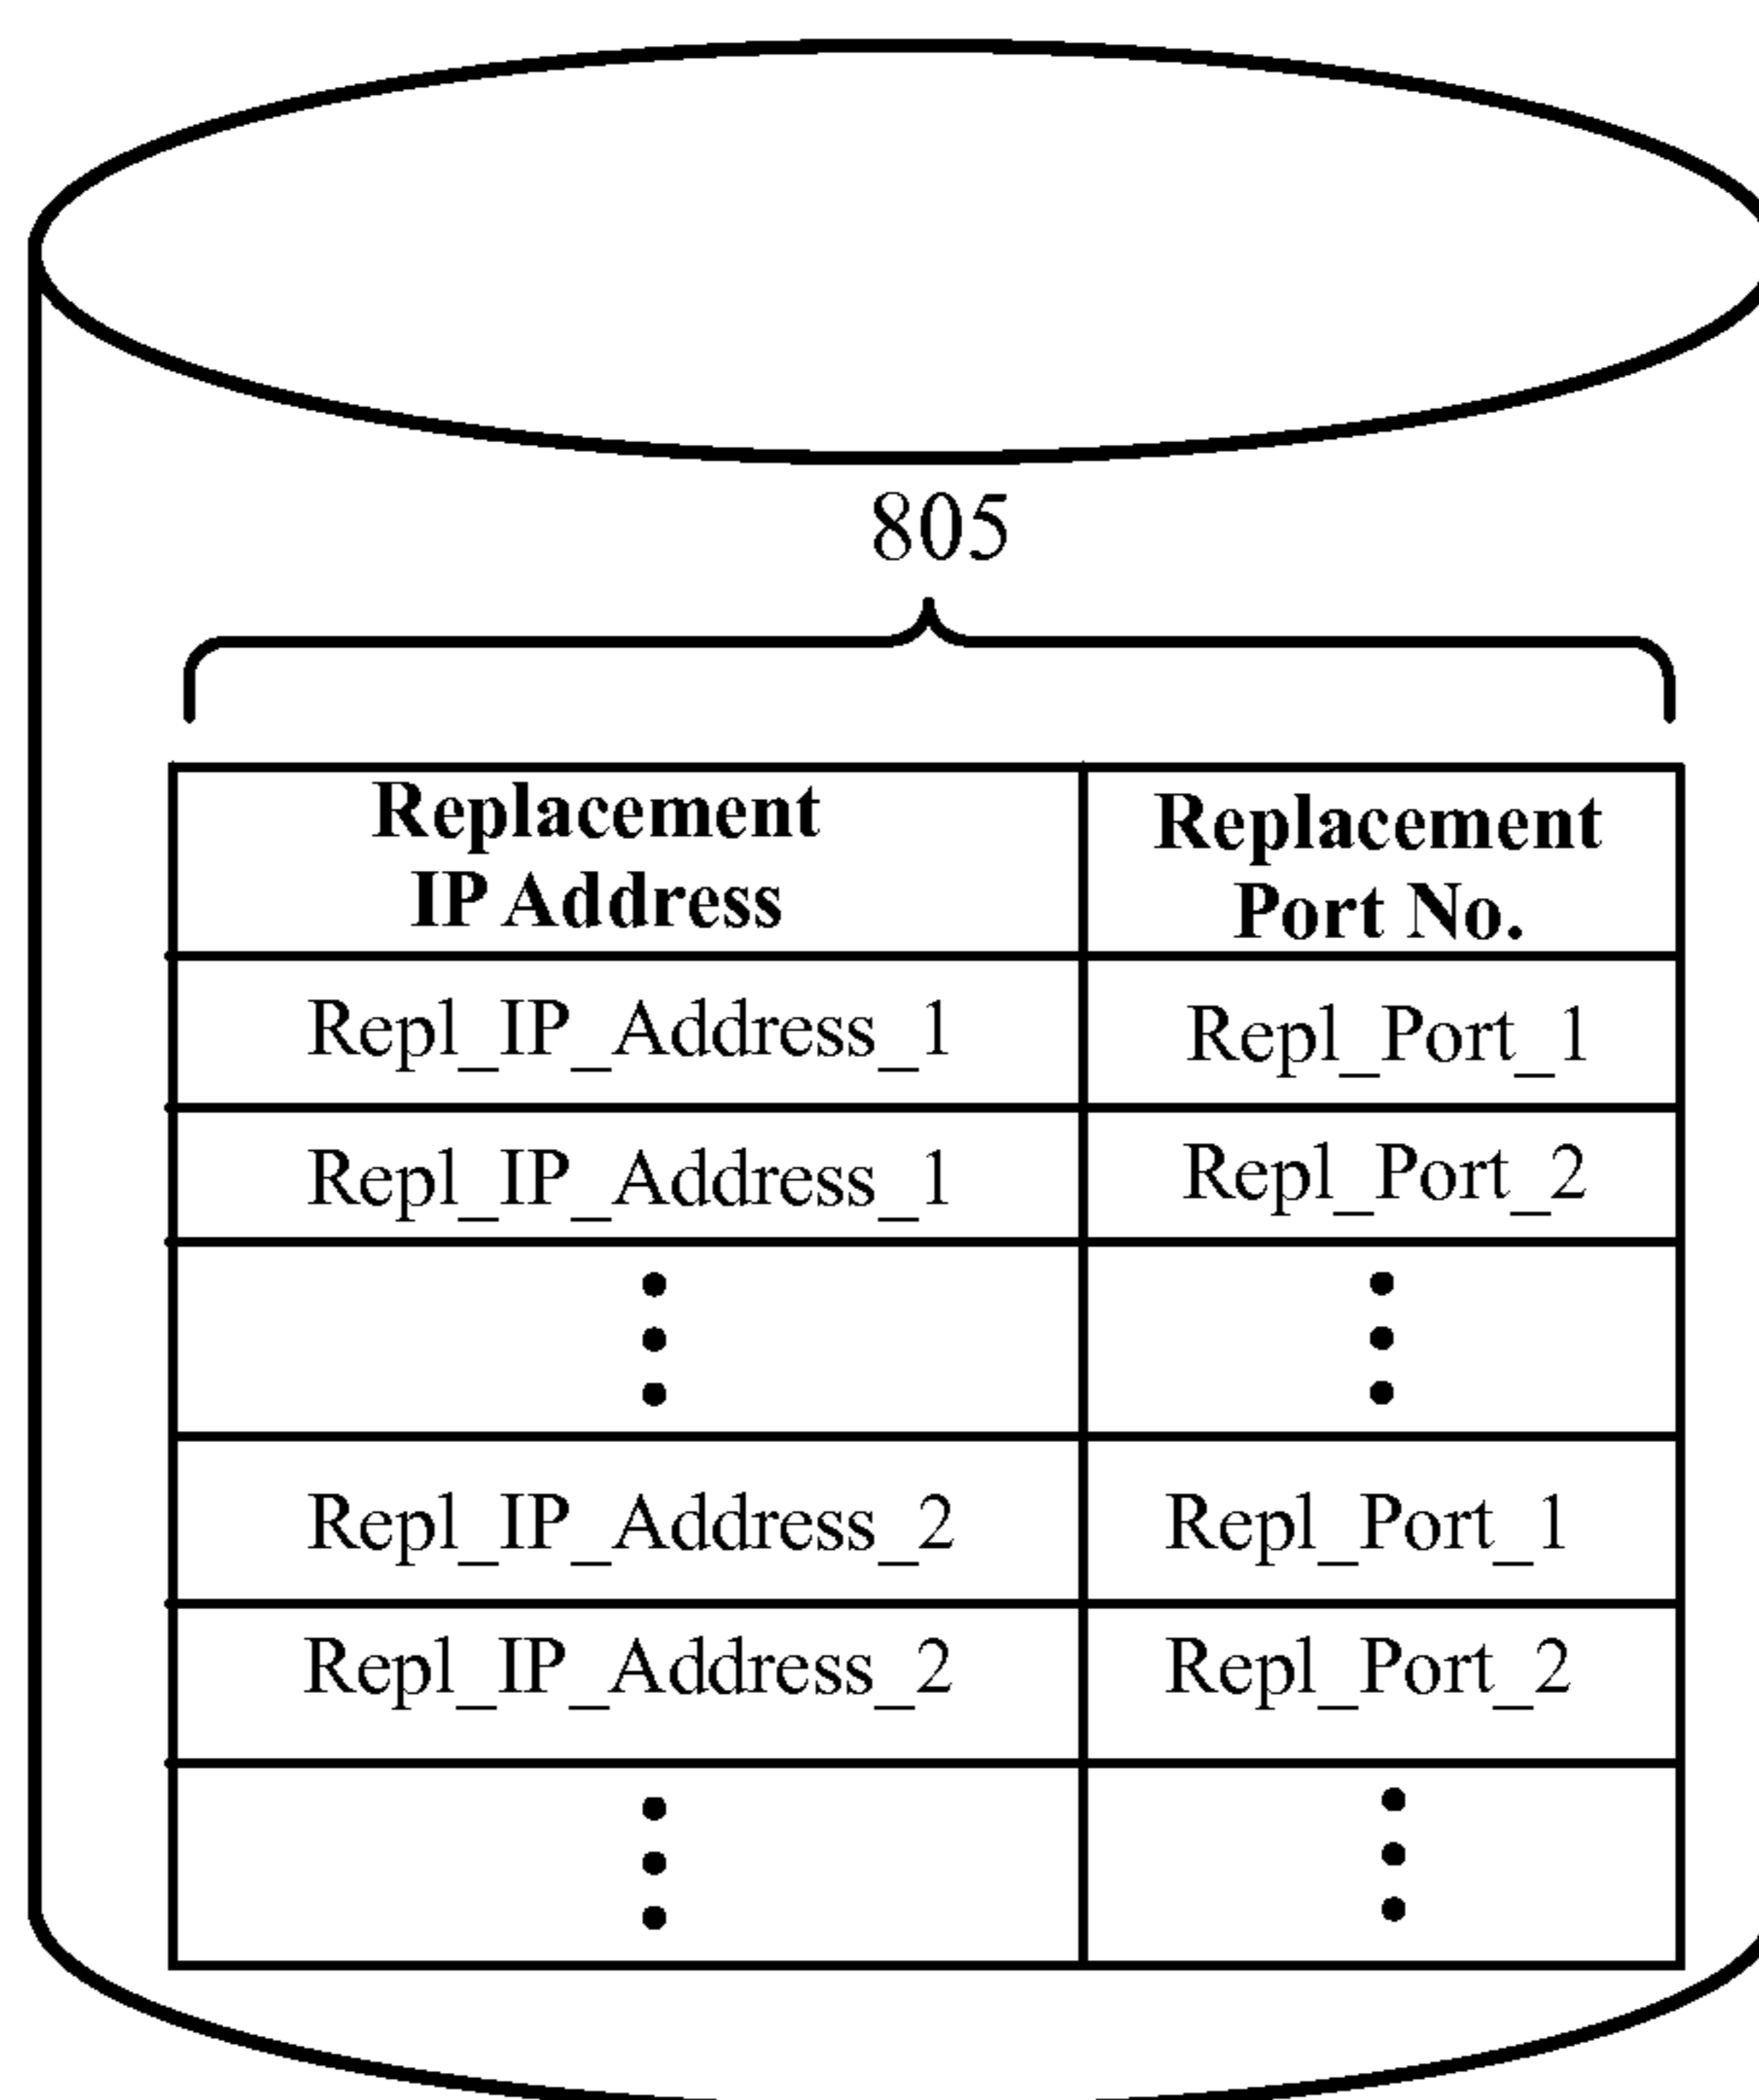 805
Replacement
IP Address
Replacement
Port No.
Repl_IP_Address_1 Repl_Port_1
Repl_IP_Address_1 Repl_Port_2
Repl_IP_Address_2 Repl_Port_1
Repl_IP_Address_2 Repl_Port_2